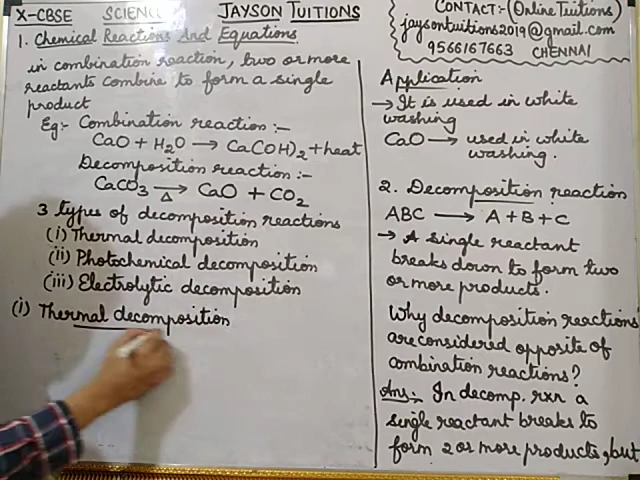 X-CBSE SCIENCE JAYSON TUITIONS
1. Chemical Reactions And Equations
in combination reaction, two or more
reactants combine to form a single
product
Eg:- Combination reaction:-
CaO + H2O → Ca(OH)2 + heat
Decomposition reaction:-
CaCO3 → CaO + CO2
Δ
3 types of decomposition reactions
(i) Thermal decomposition
(ii) Photochemical decomposition
(iii) Electrolytic decomposition
(i) Thermal decomposition
CONTACT:- (Online Tuitions)
jaysontuitions2019@gmail.com
9566167663 CHENNAI
Application
→ It is used in white
washing
CaO → used in white
washing.
2. Decomposition reaction
ABC → A + B + C
→ A single reactant
breaks down to form two
or more products.
Why decomposition reactions
are considered opposite of
combination reactions?
Ans:- In decomp. rxn a
single reactant breaks to
form 2 or more products, but